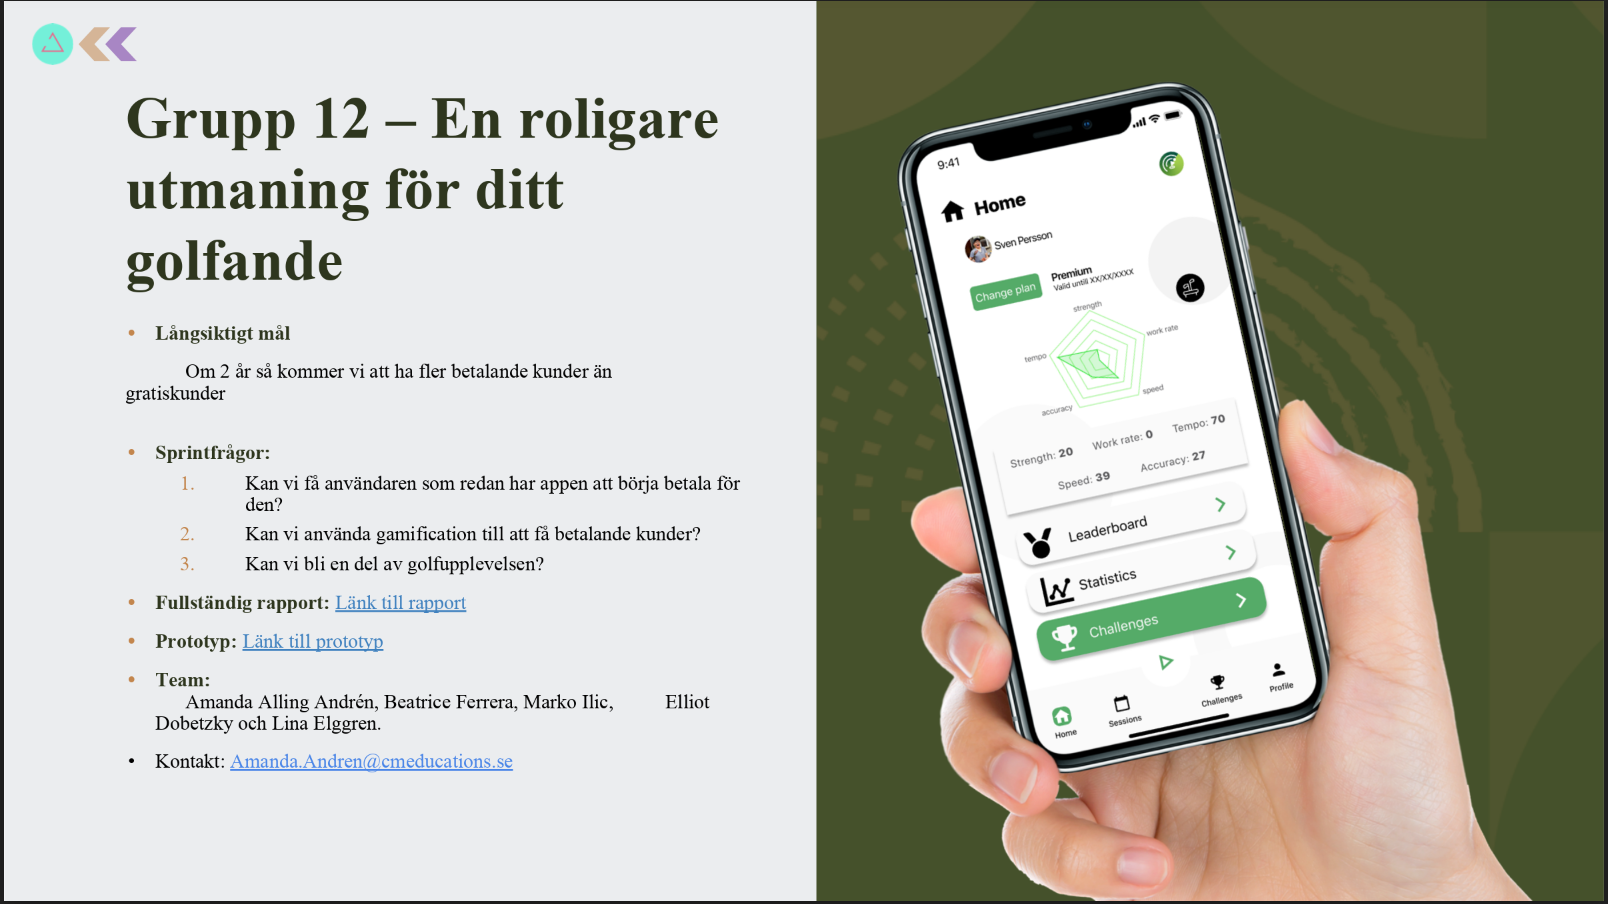 Grupp 12 – En roligare
utmaning för ditt
golfande
• Långsiktigt mål
Om 2 år så kommer vi att ha fler betalande kunder än
gratiskunder
• Sprintfrågor:
1. Kan vi få användaren som redan har appen att börja betala för
den?
2. Kan vi använda gamification till att få betalande kunder?
3. Kan vi bli en del av golfupplevelsen?
• Fullständig rapport: Länk till rapport
• Prototyp: Länk till prototyp
• Team:
Amanda Alling Andrén, Beatrice Ferrera, Marko Ilic, Elliot
Dobetzky och Lina Elggren.
• Kontakt: Amanda.Andren@cmeducations.se
9:41
Home
Sven Persson
Change plan
Premium
Valid untill XX/XX/XXXX
strength
work rate
tempo
speed
accuracy
Strength: 20 Work rate: 0 Tempo: 70
Speed: 39 Accuracy: 27
Leaderboard
Statistics
Challenges
Home Sessions Challenges Profile